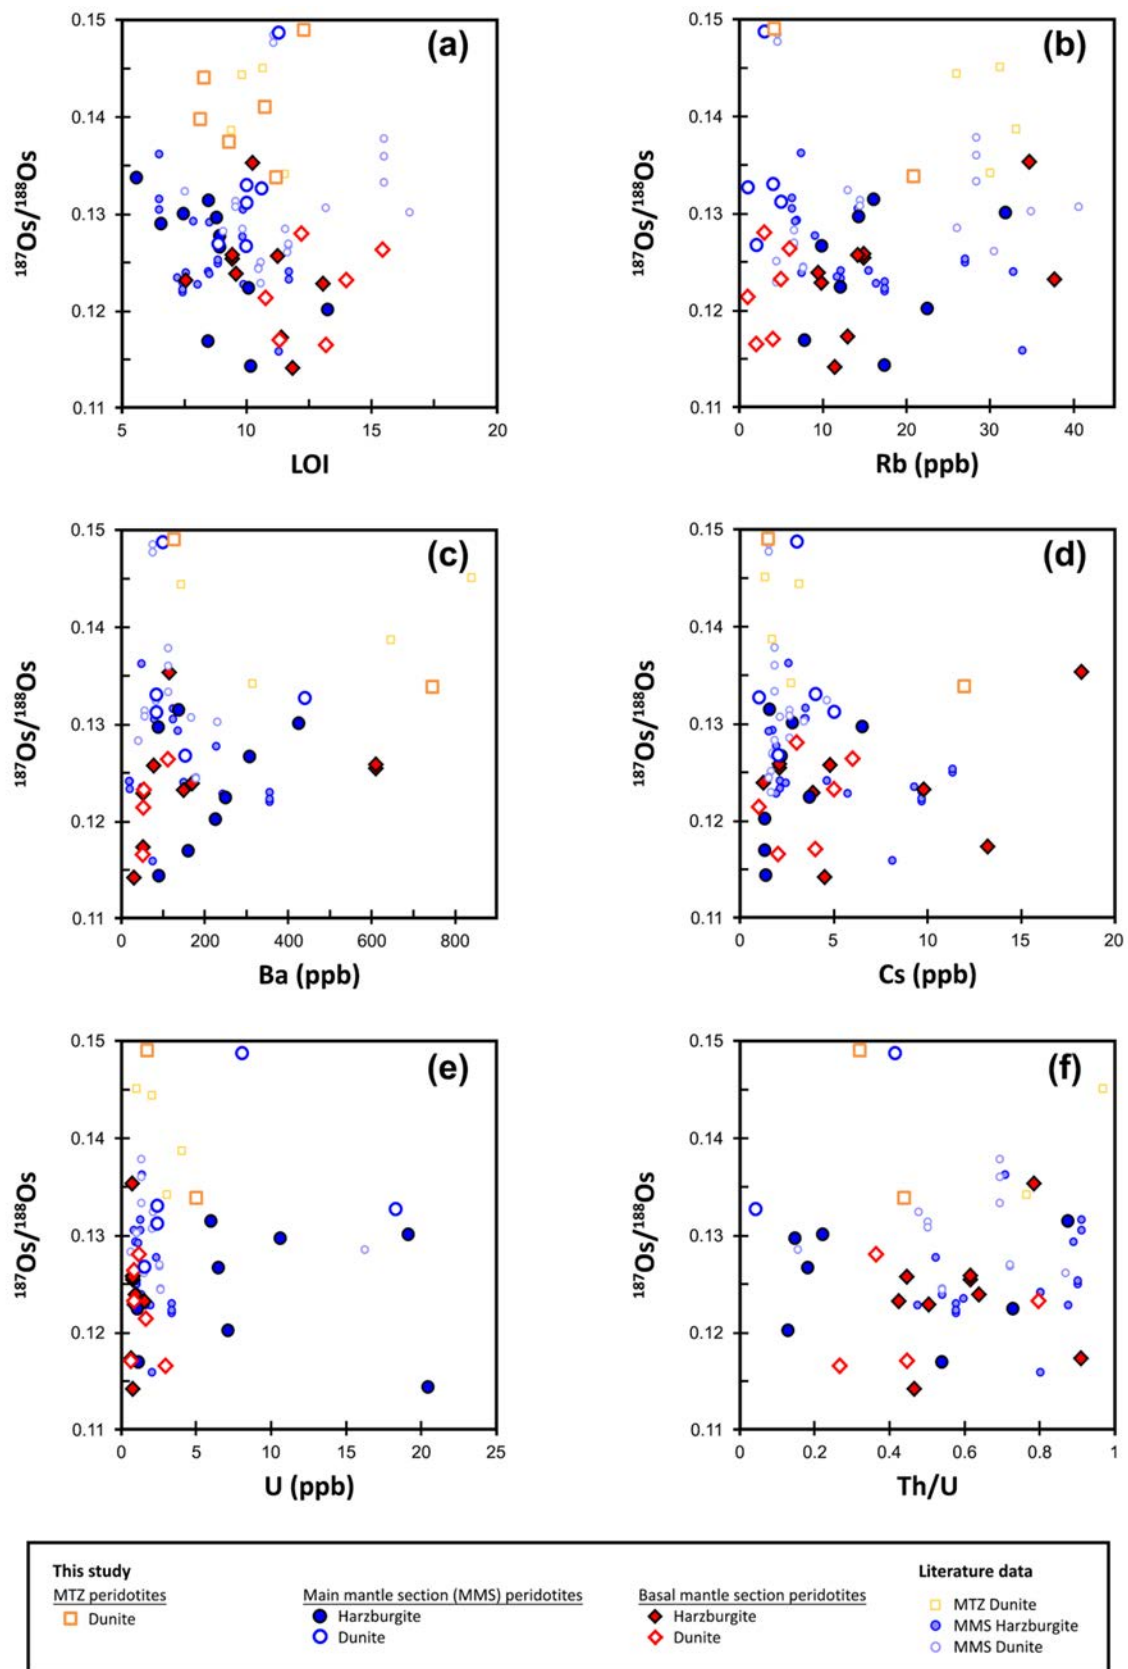 0.15
0.14
0.13
0.12
0.11
187Os/188Os
(a)
5 10 15 20
LOI
0.15
0.14
0.13
0.12
0.11
187Os/188Os
(b)
0 10 20 30 40
Rb (ppb)
0.15
0.14
0.13
0.12
0.11
187Os/188Os
(c)
0 200 400 600 800
Ba (ppb)
0.15
0.14
0.13
0.12
0.11
187Os/188Os
(d)
0 5 10 15 20
Cs (ppb)
0.15
0.14
0.13
0.12
0.11
187Os/188Os
(e)
0 5 10 15 20 25
U (ppb)
0.15
0.14
0.13
0.12
0.11
187Os/188Os
(f)
0 0.2 0.4 0.6 0.8 1
Th/U
This study
MTZ peridotites
Dunite
Main mantle section (MMS) peridotites
Harzburgite
Dunite
Basal mantle section peridotites
Harzburgite
Dunite
Literature data
MTZ Dunite
MMS Harzburgite
MMS Dunite